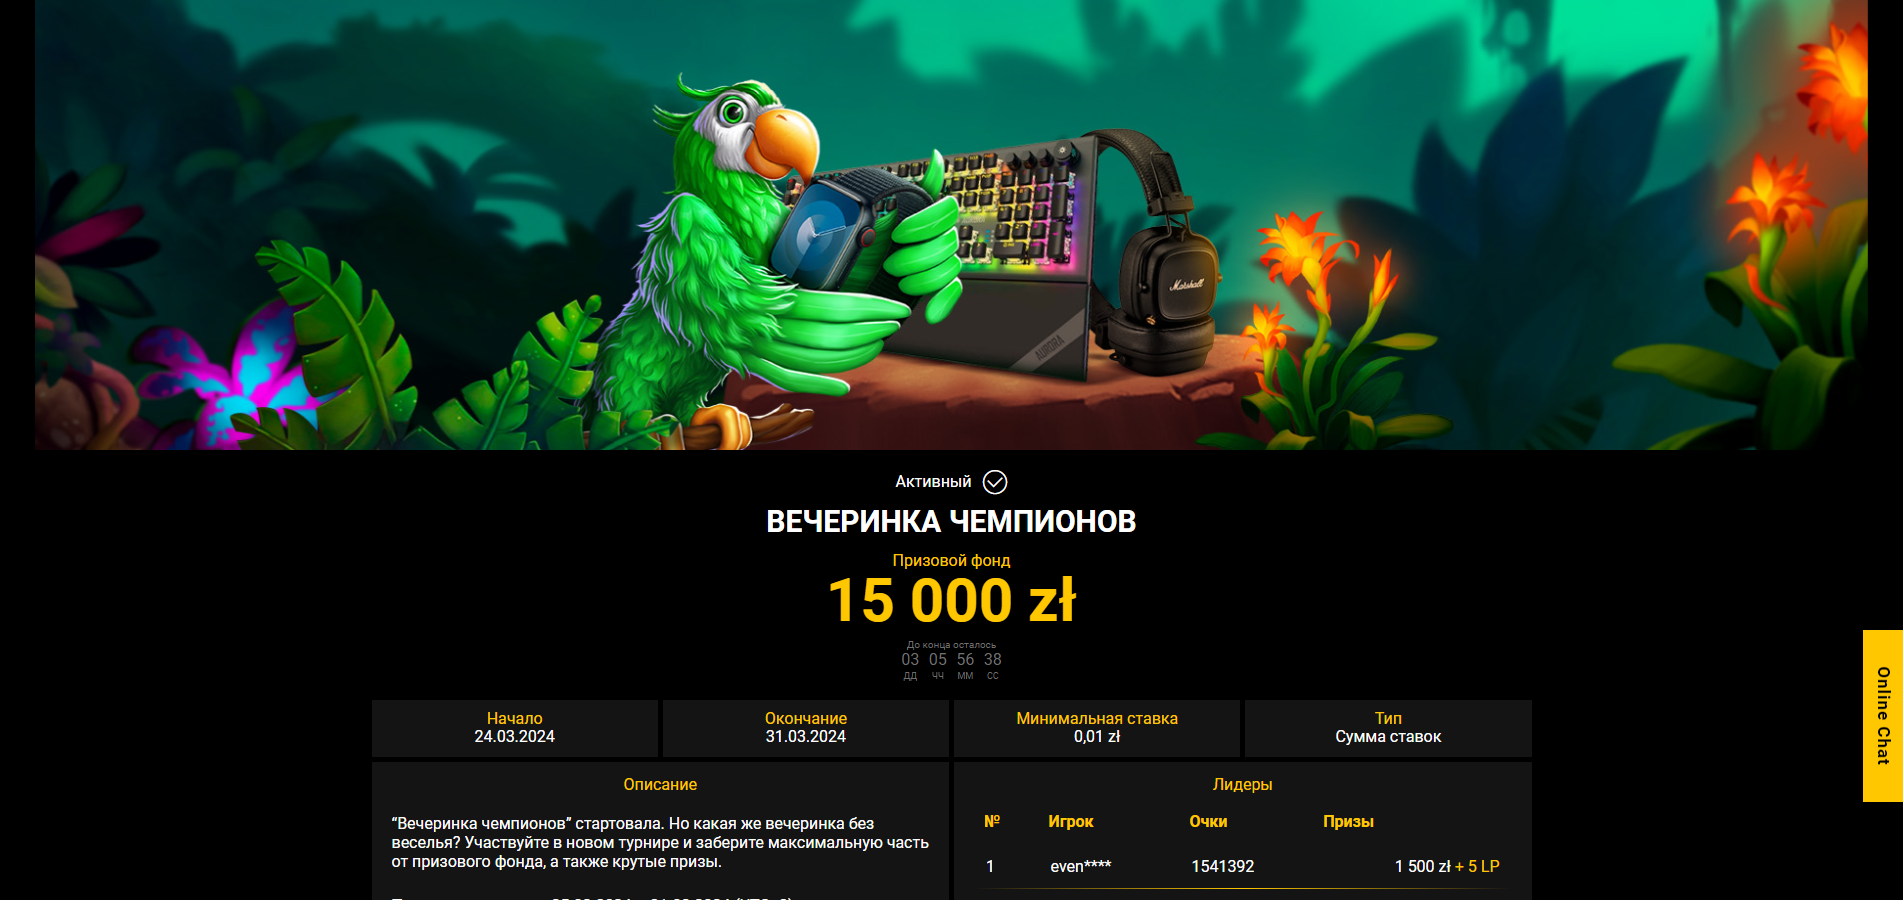 Marshall
AURORA
Активный
ВЕЧЕРИНКА ЧЕМПИОНОВ
Призовой фонд
15 000 zł
До конца осталось
03 05 56 38
ДД ЧЧ ММ СС
Начало
24.03.2024
Окончание
31.03.2024
Минимальная ставка
0,01 zł
Тип
Сумма ставок
Описание
“Вечеринка чемпионов” стартовала. Но какая же вечеринка без
веселья? Участвуйте в новом турнире и заберите максимальную часть
от призового фонда, а также крутые призы.
Лидеры
№ Игрок Очки Призы
1 even**** 1541392 1 500 zł + 5 LP
Online Chat